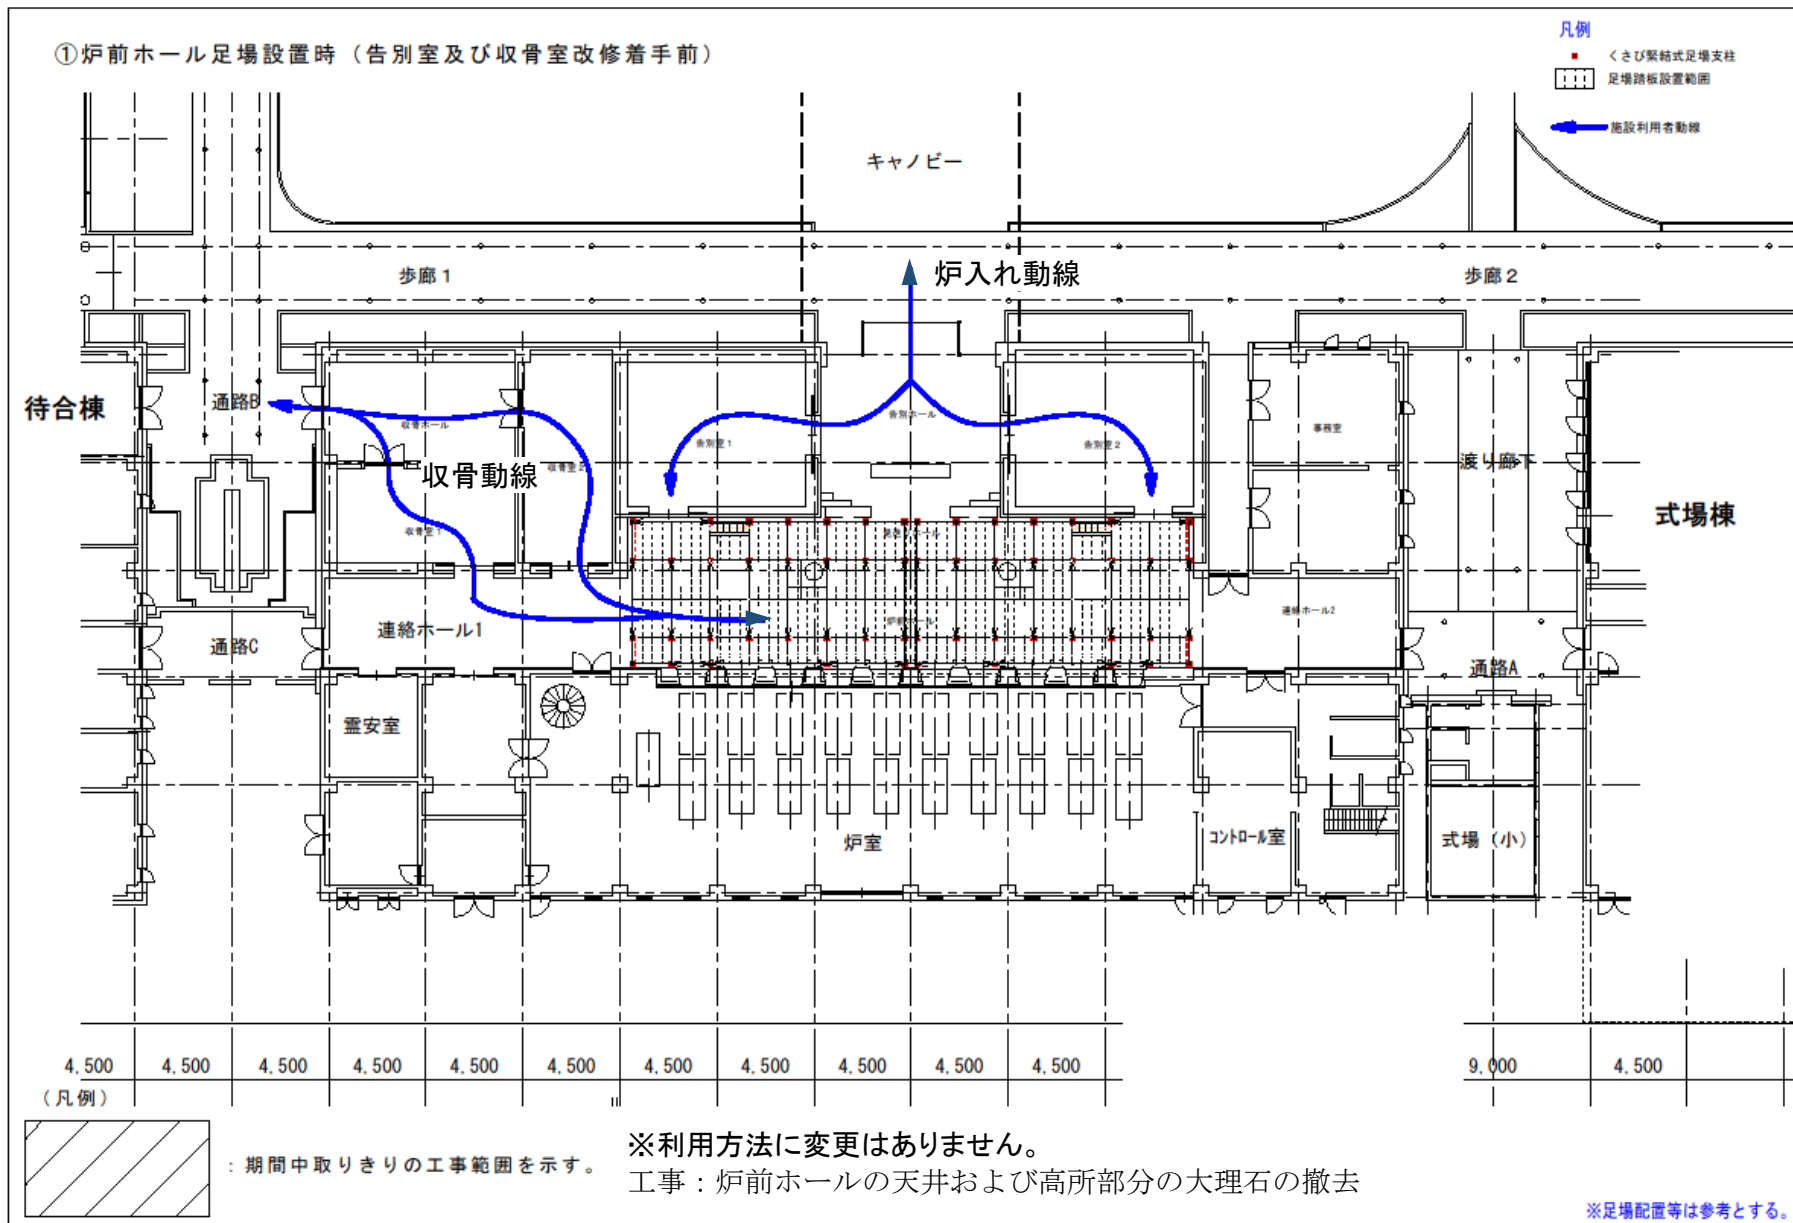 ①炉前ホール足場設置時（告別室及び収骨室改修着手前）
凡例
くさび緊結式足場支柱
足場踏板設置範囲
施設利用者動線
キャノピー
歩廊１
炉入れ動線
歩廊２
待合棟
通路B
収骨ホール
収骨動線
収骨室２
収骨室１
告別室１
告別ホール
告別室２
事務室
渡り廊下
式場棟
見送りホール
炉前ホール
連絡ホール1
連絡ホール2
通路C
通路A
霊安室
炉室
コントロール室
式場（小）
4,500 4,500 4,500 4,500 4,500 4,500 4,500 4,500 4,500 4,500 4,500 9,000 4,500
（凡例）
：期間中取りきりの工事範囲を示す。
※利用方法に変更はありません。
工事：炉前ホールの天井および高所部分の大理石の撤去
※足場配置等は参考とする。